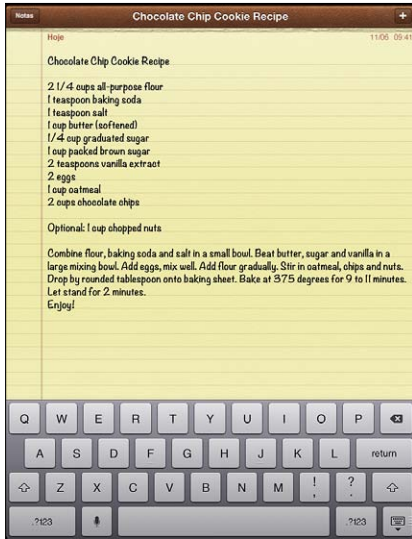 Notas
Chocolate Chip Cookie Recipe
+
Hoje
11/06 09:41
Chocolate Chip Cookie Recipe
2 1/4 cups all-purpose flour
1 teaspoon baking soda
1 teaspoon salt
1 cup butter (softened)
1/4 cup graduated sugar
1 cup packed brown sugar
2 teaspoons vanilla extract
2 eggs
1 cup oatmeal
2 cups chocolate chips
Optional: 1 cup chopped nuts
Combine flour, baking soda and salt in a small bowl. Beat butter, sugar and vanilla in a
large mixing bowl. Add eggs, mix well. Add flour gradually. Stir in oatmeal, chips and nuts.
Drop by rounded tablespoon onto baking sheet. Bake at 375 degrees for 9 to 11 minutes.
Let stand for 2 minutes.
Enjoy!
Q W E R T Y U I O P
A S D F G H J K L return
Z X C V B N M ! , ? .
.?123 .?123